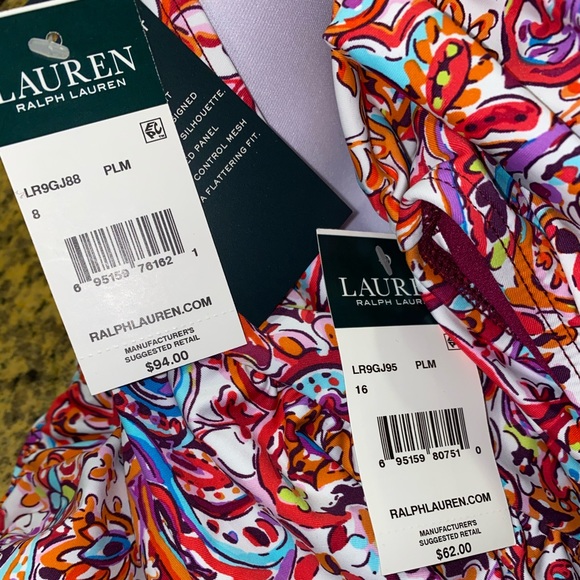 LAUREN
RALPH LAUREN
LR9GJ88 PLM
8
6 95159 76162 1
RALPHLAUREN.COM
MANUFACTURER'S
SUGGESTED RETAIL
$94.00
SILHOUETTE.
PANEL
CONTROL MESH
A FLATTERING FIT.
LAUREN
RALPH LAUREN
LR9GJ95 PLM
16
6 95159 80751 0
RALPHLAUREN.COM
MANUFACTURER'S
SUGGESTED RETAIL
$62.00